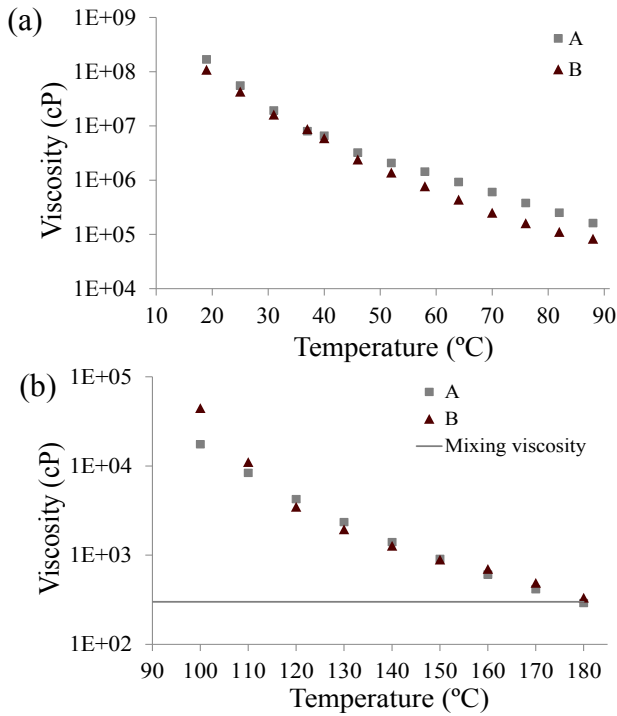 (a)
1E+09
1E+08
1E+07
1E+06
1E+05
1E+04
Viscosity (cP)
A
B
10 20 30 40 50 60 70 80 90
Temperature (ºC)
(b)
1E+05
1E+04
1E+03
1E+02
Viscosity (cP)
A
B
Mixing viscosity
90 100 110 120 130 140 150 160 170 180
Temperature (ºC)